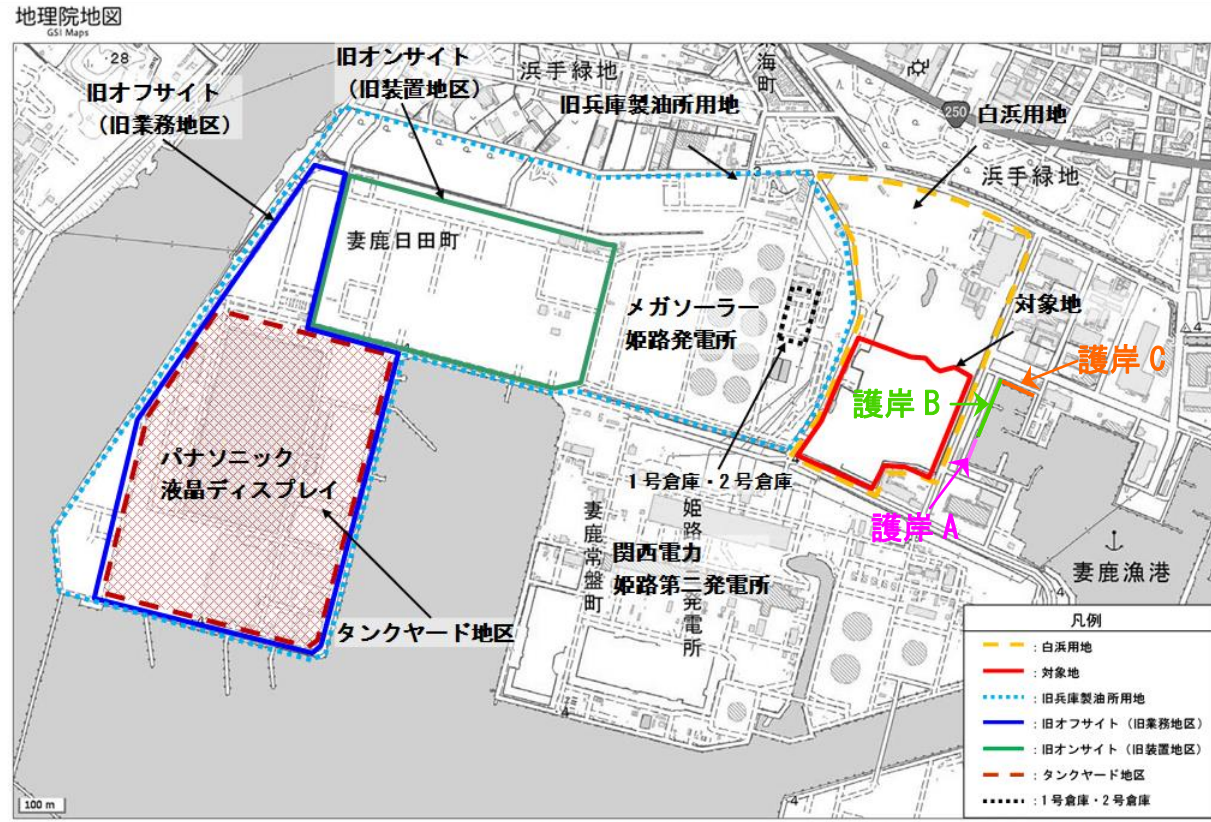 地理院地図
GSI Maps
28
旧オフサイト
(旧業務地区)
旧オンサイト
(旧装置地区)
浜手緑地
海町
旧兵庫製油所用地
250
白浜用地
浜手緑地
3
妻鹿日田町
メガソーラー
姫路発電所
対象地
4
護岸 C
護岸 B
4
4
パナソニック
液晶ディスプレイ
1号倉庫・2号倉庫
護岸 A
妻鹿常盤町
姫路
発電所
関西電力
姫路第二発電所
妻鹿漁港
4
タンクヤード地区
4
4
凡例
:白浜用地
:対象地
:旧兵庫製油所用地
:旧オフサイト(旧業務地区)
:旧オンサイト(旧装置地区)
:タンクヤード地区
:1号倉庫・2号倉庫
100 m